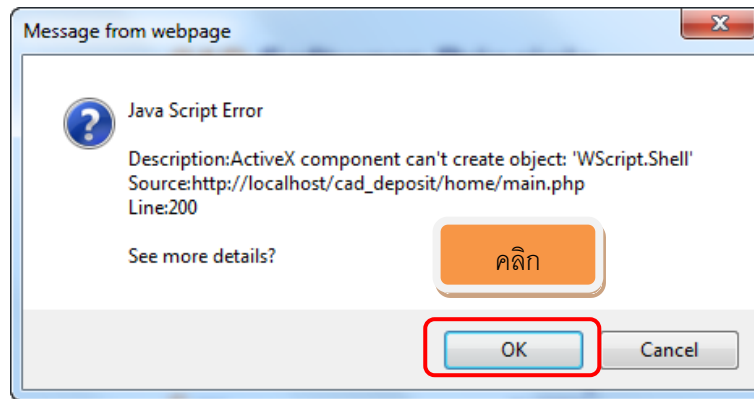 Message from webpage
Java Script Error
Description:ActiveX component can't create object: 'WScript.Shell'
Source:http://localhost/cad_deposit/home/main.php
Line:200
See more details?
คลิก
OK
Cancel